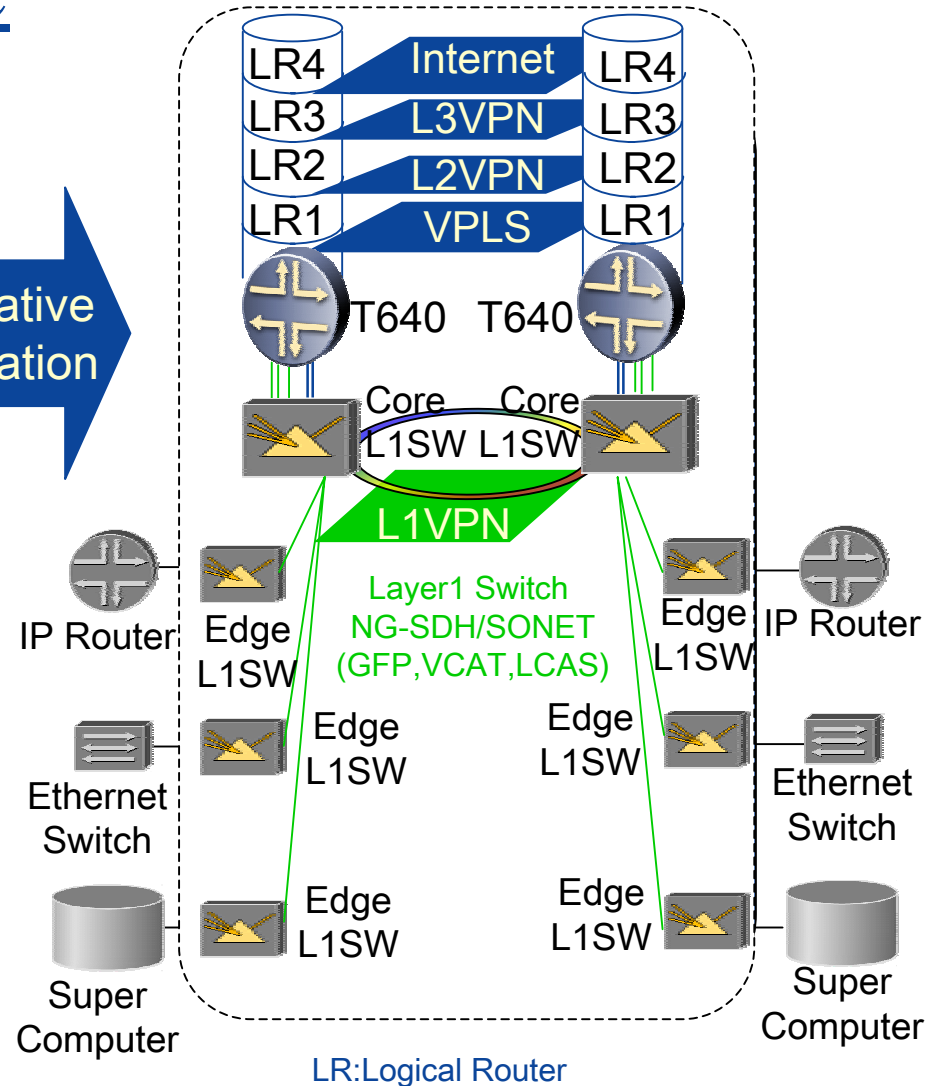 LR4
Internet
LR4
LR3
L3VPN
LR3
LR2
L2VPN
LR2
LR1
VPLS
LR1
T640
T640
Core
L1SW
Core
L1SW
L1VPN
Layer1 Switch
NG-SDH/SONET
(GFP,VCAT,LCAS)
IP Router
Edge
L1SW
Edge
L1SW
IP Router
Ethernet
Switch
Edge
L1SW
Edge
L1SW
Ethernet
Switch
Super
Computer
Edge
L1SW
Edge
L1SW
Super
Computer
LR:Logical Router